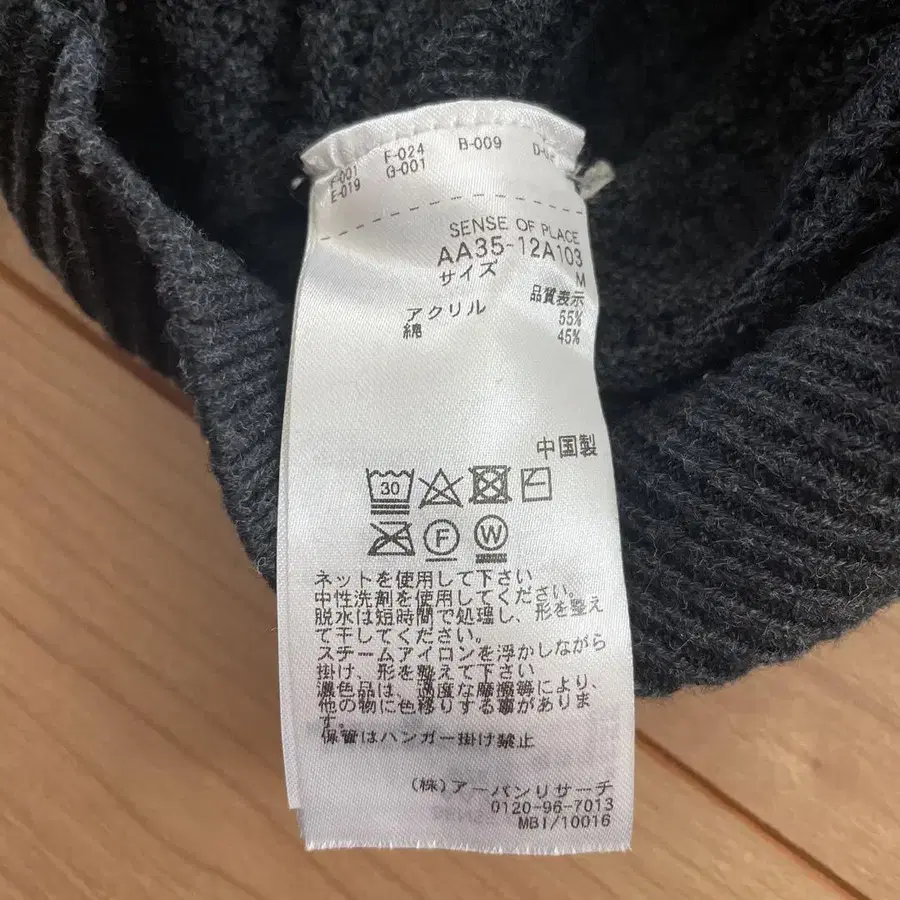 F-001 F-024 B-009
E-019 G-001
SENSE OF PLACE
AA35-12A103
サイズ M
品質表示
アクリル 55%
綿 45%
中国製
30
F W
ネットを使用して下さい
中性洗剤を使用してください。
脱水は短時間で処理し、形を整え
て干してください。
スチームアイロンを浮かしながら
掛け、形を整えて下さい
濃色品は、過度な摩擦等により、
他の物に色移りする事がありま
す。
保管はハンガー掛け禁止
(株)アーバンリサーチ
0120-96-7013
MBI/10016